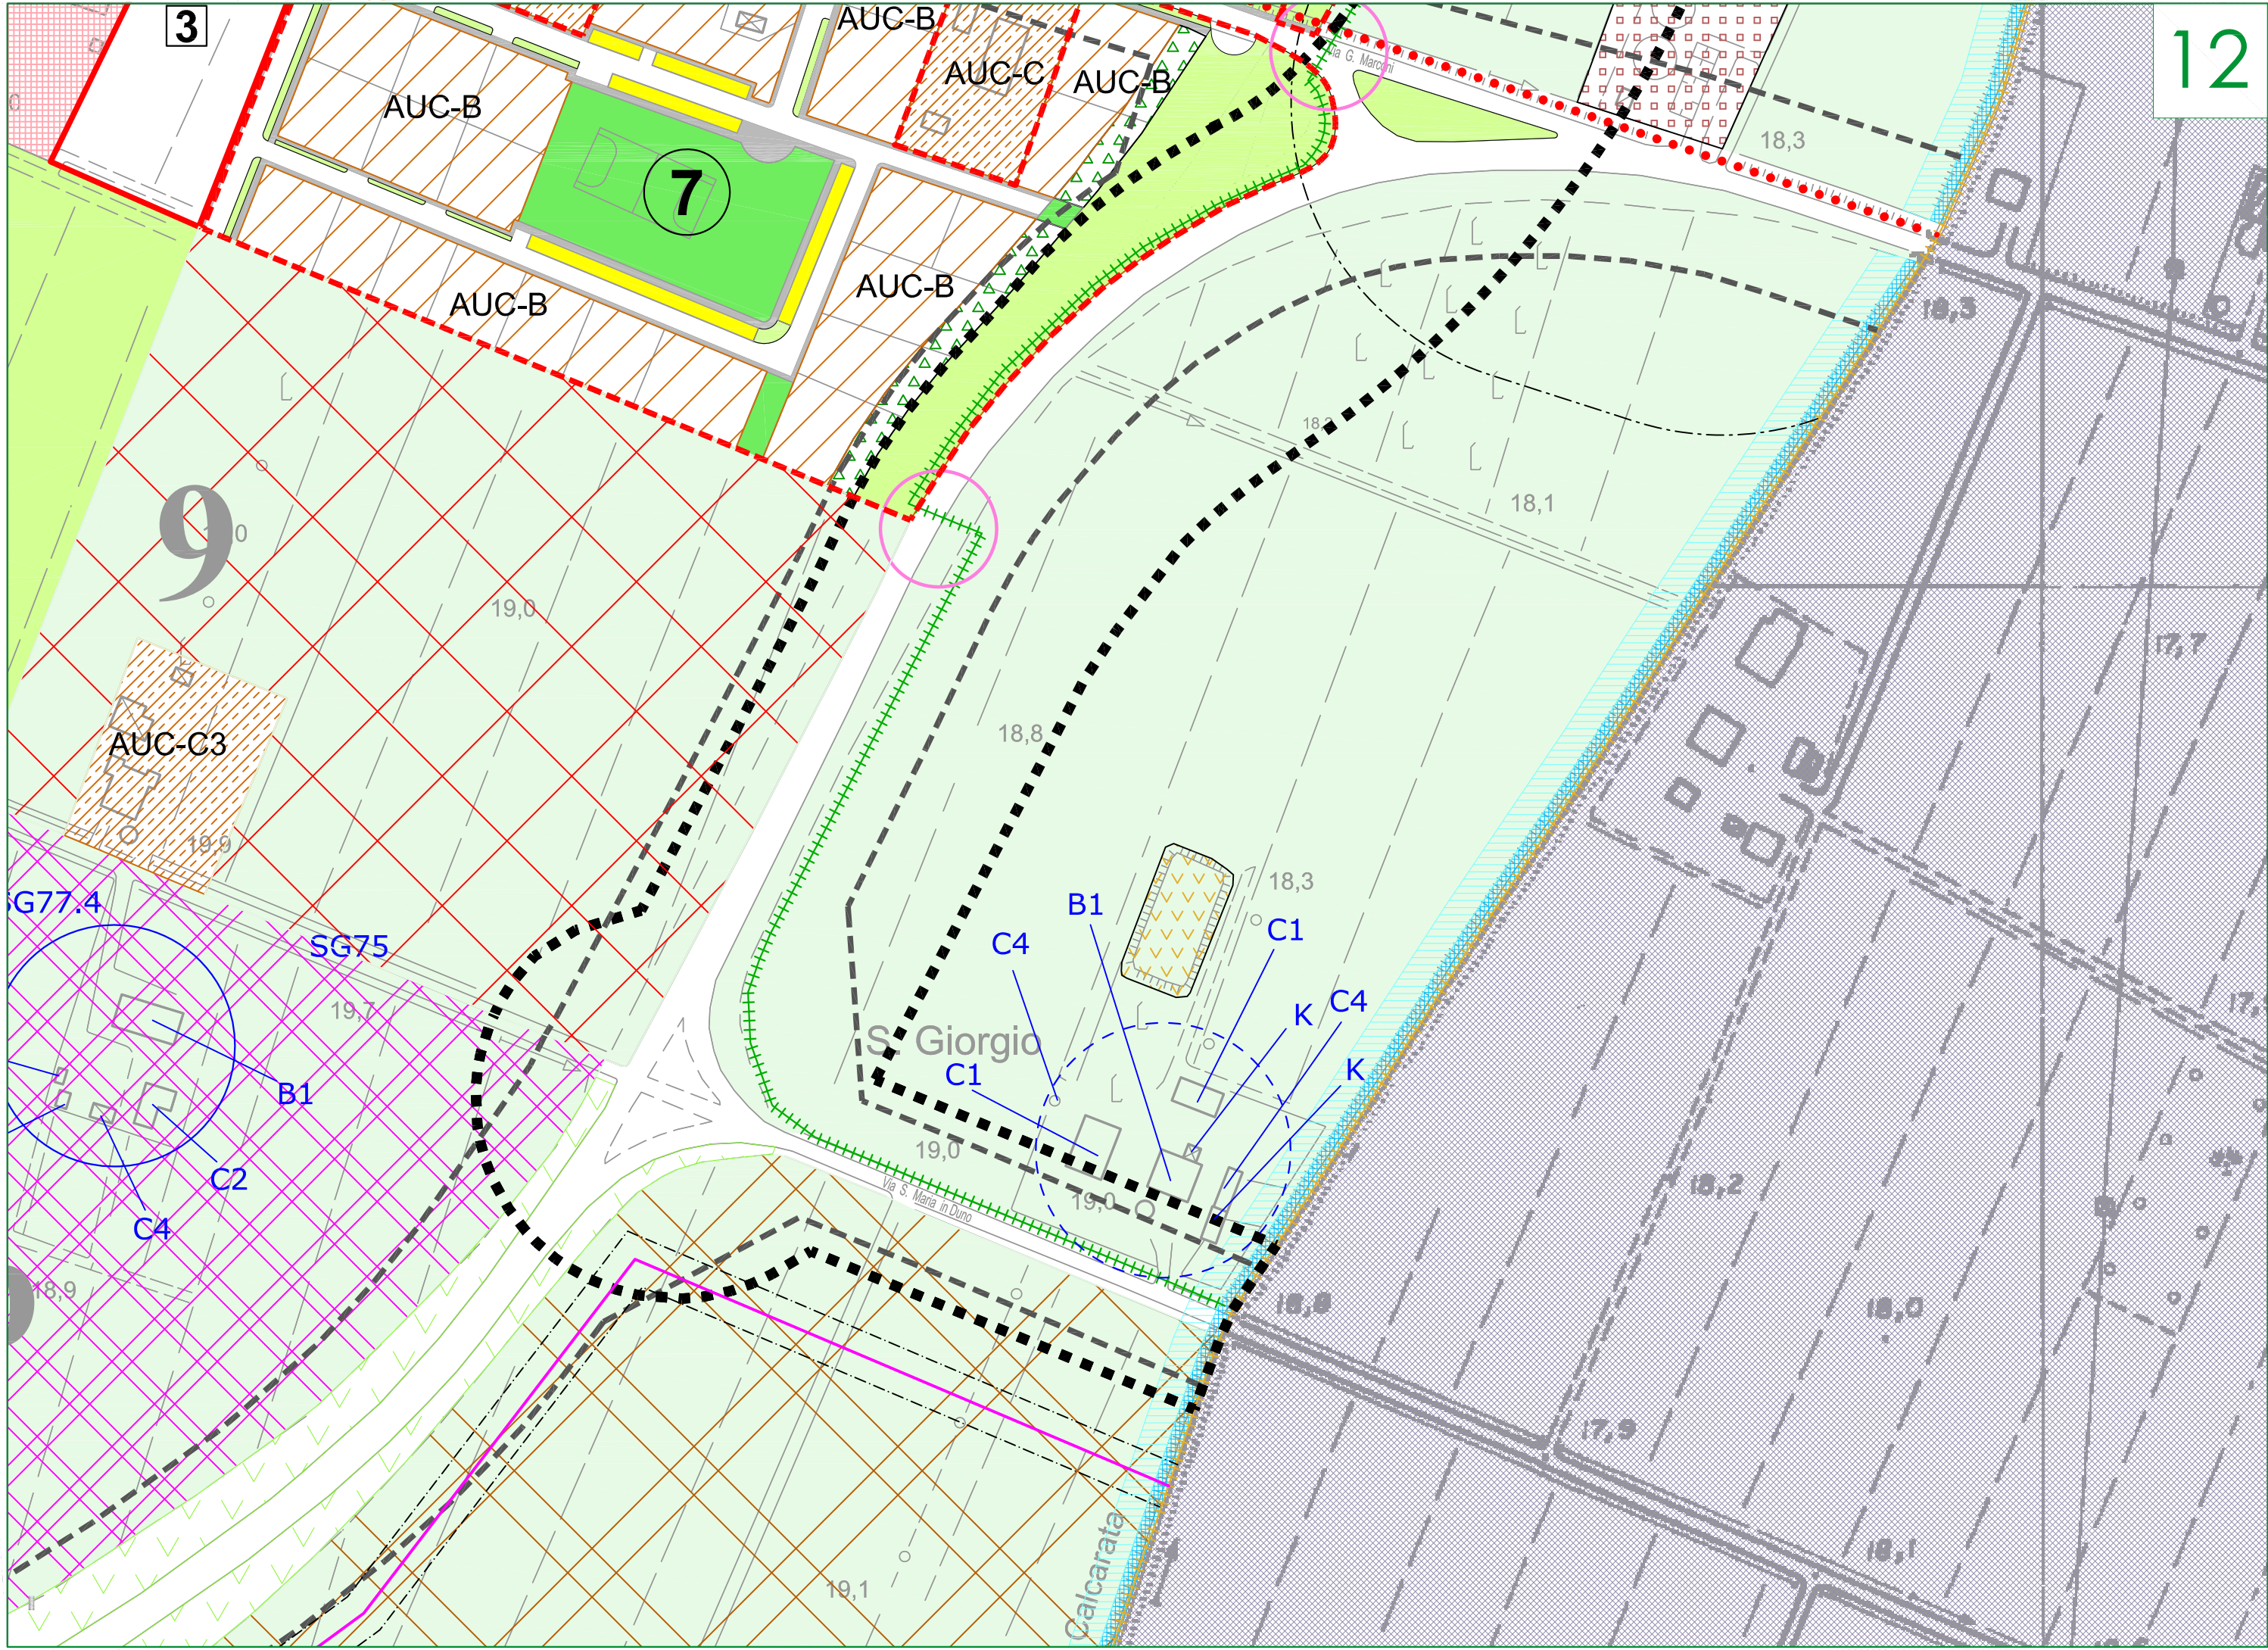 3
AUC-B
12
AUC-C
AUC-B
AUC-B
Via G. Marconi
18,3
7
AUC-B
AUC-B
18,3
18,1
9
19,0
17,7
18,8
AUC-C3
19,9
18,3
SG77.4
B1
C1
C4
SG75
19,7
K
C4
S. Giorgio
C1
K
B1
19,0
C2
Via S. Maria in Duno
19,0
18,2
C4
18,9
18,8
18,0
17,9
18,1
19,1
Calcarata